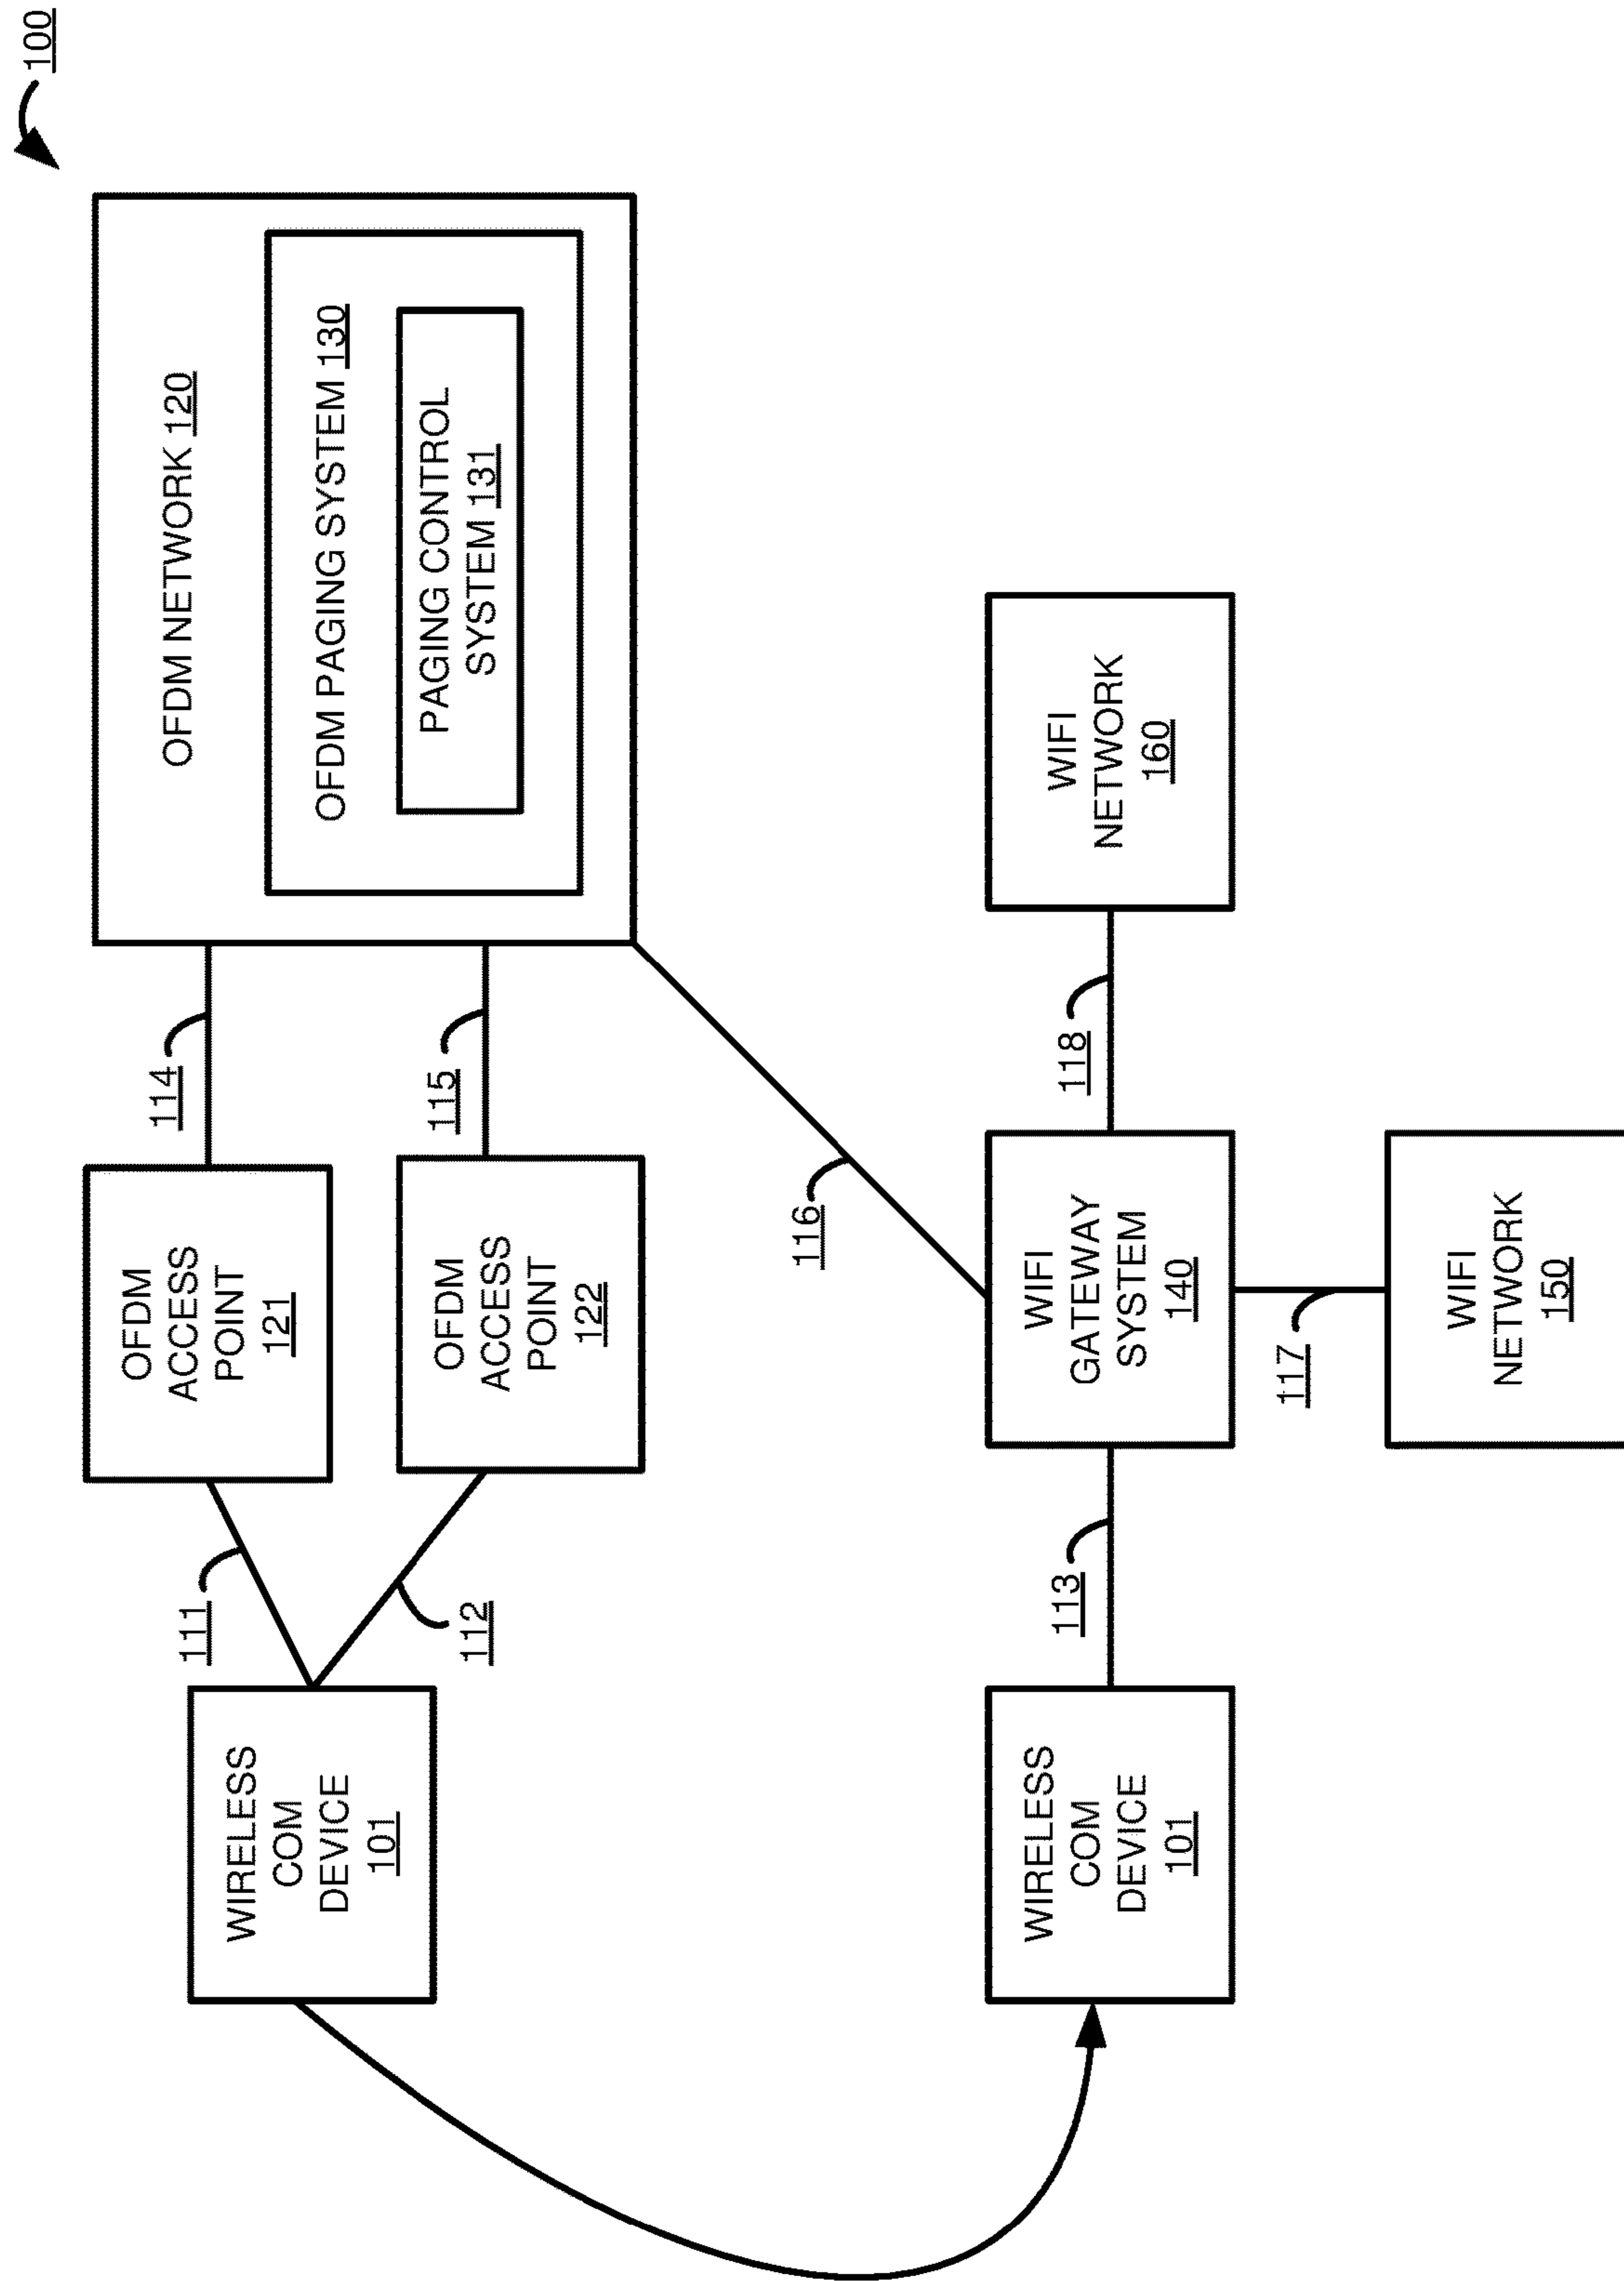 100
OFDM NETWORK 120
OFDM PAGING SYSTEM 130
PAGING CONTROL
SYSTEM 131
114
115
OFDM
ACCESS
POINT
121
OFDM
ACCESS
POINT
122
111
112
WIRELESS
COM
DEVICE
101
116
WIRELESS
COM
DEVICE
101
113
WIFI
GATEWAY
SYSTEM
140
118
WIFI
NETWORK
160
117
WIFI
NETWORK
150